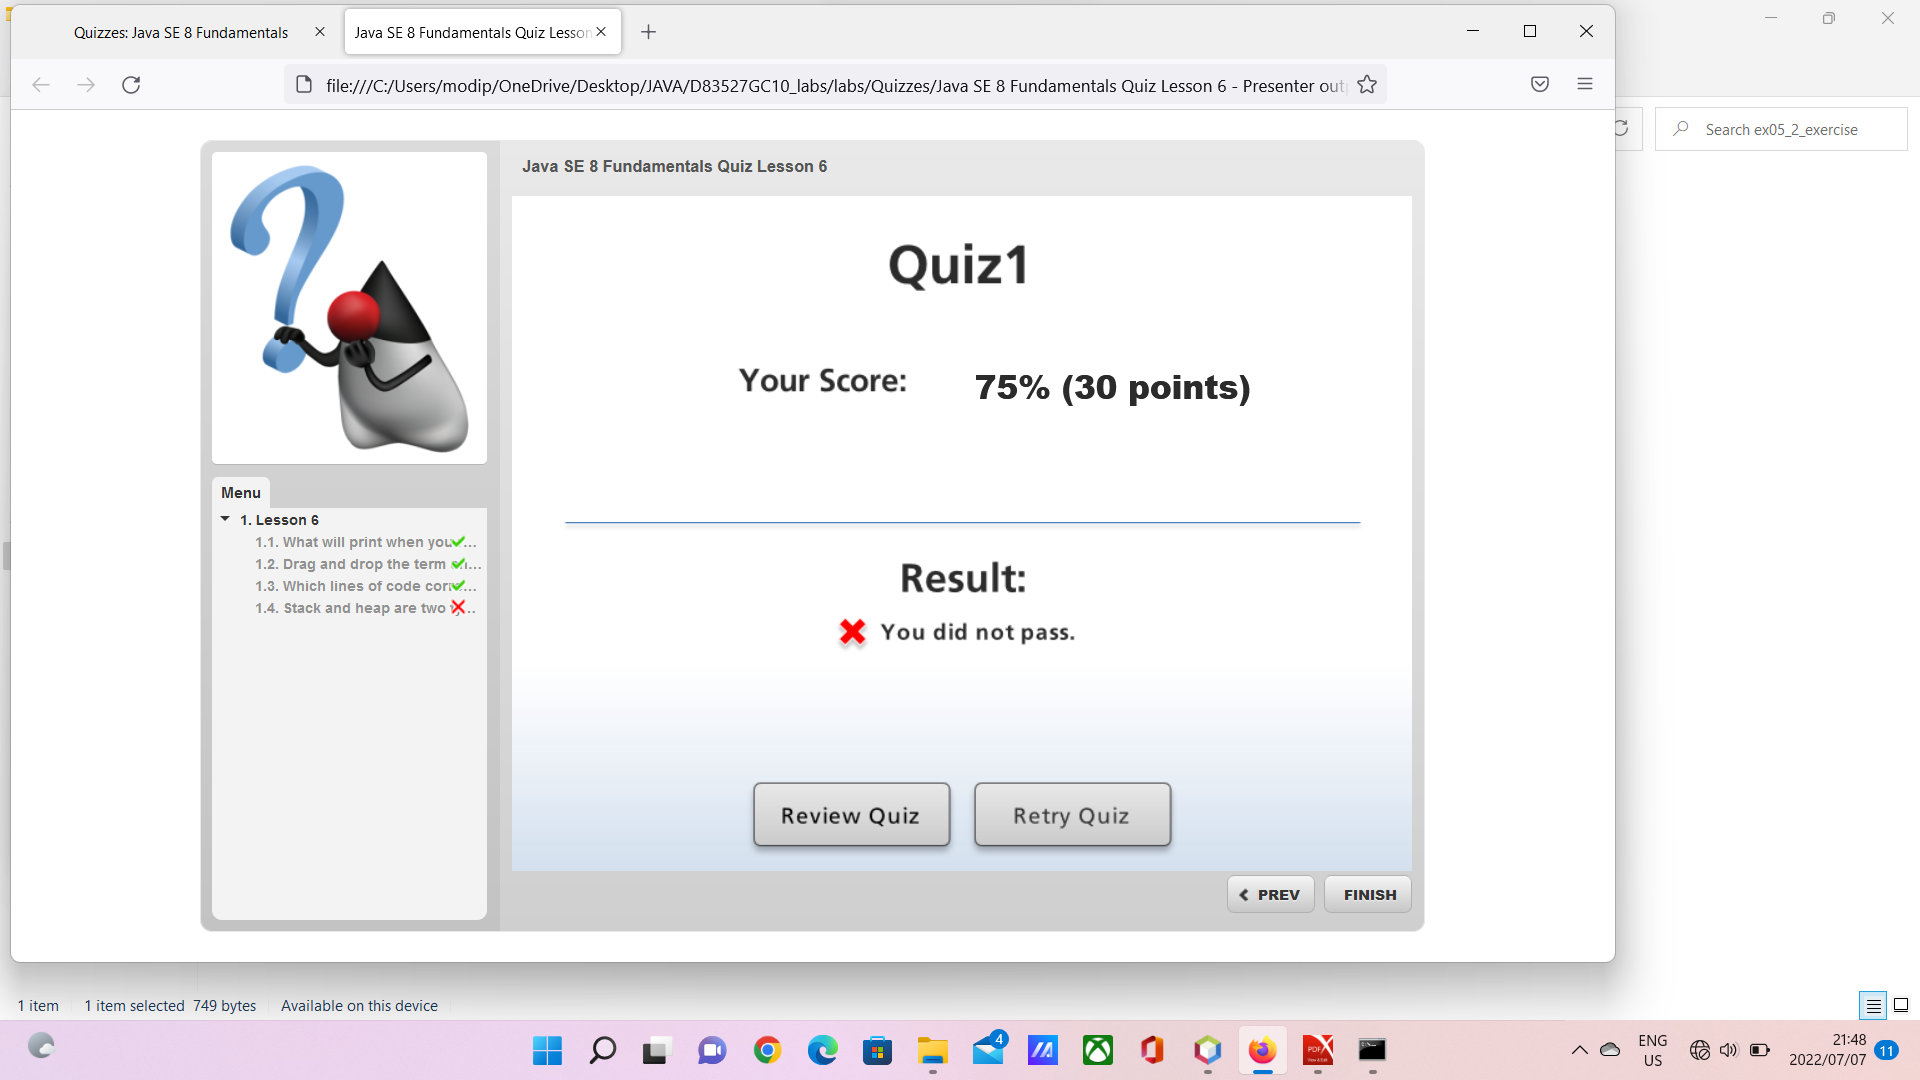 Quizzes: Java SE 8 Fundamentals
Java SE 8 Fundamentals Quiz Lesson
file:///C:/Users/modip/OneDrive/Desktop/JAVA/D83527GC10_labs/labs/Quizzes/Java SE 8 Fundamentals Quiz Lesson 6 - Presenter out
Search ex05_2_exercise
Java SE 8 Fundamentals Quiz Lesson 6
Quiz1
Your Score: 75% (30 points)
Menu
1. Lesson 6
1.1. What will print when you ...
1.2. Drag and drop the term ...
1.3. Which lines of code corr ...
1.4. Stack and heap are two ...
Result:
You did not pass.
Review Quiz
Retry Quiz
PREV
FINISH
1 item
1 item selected 749 bytes
Available on this device
4
PDF
ENG
US
21:48
2022/07/07
11